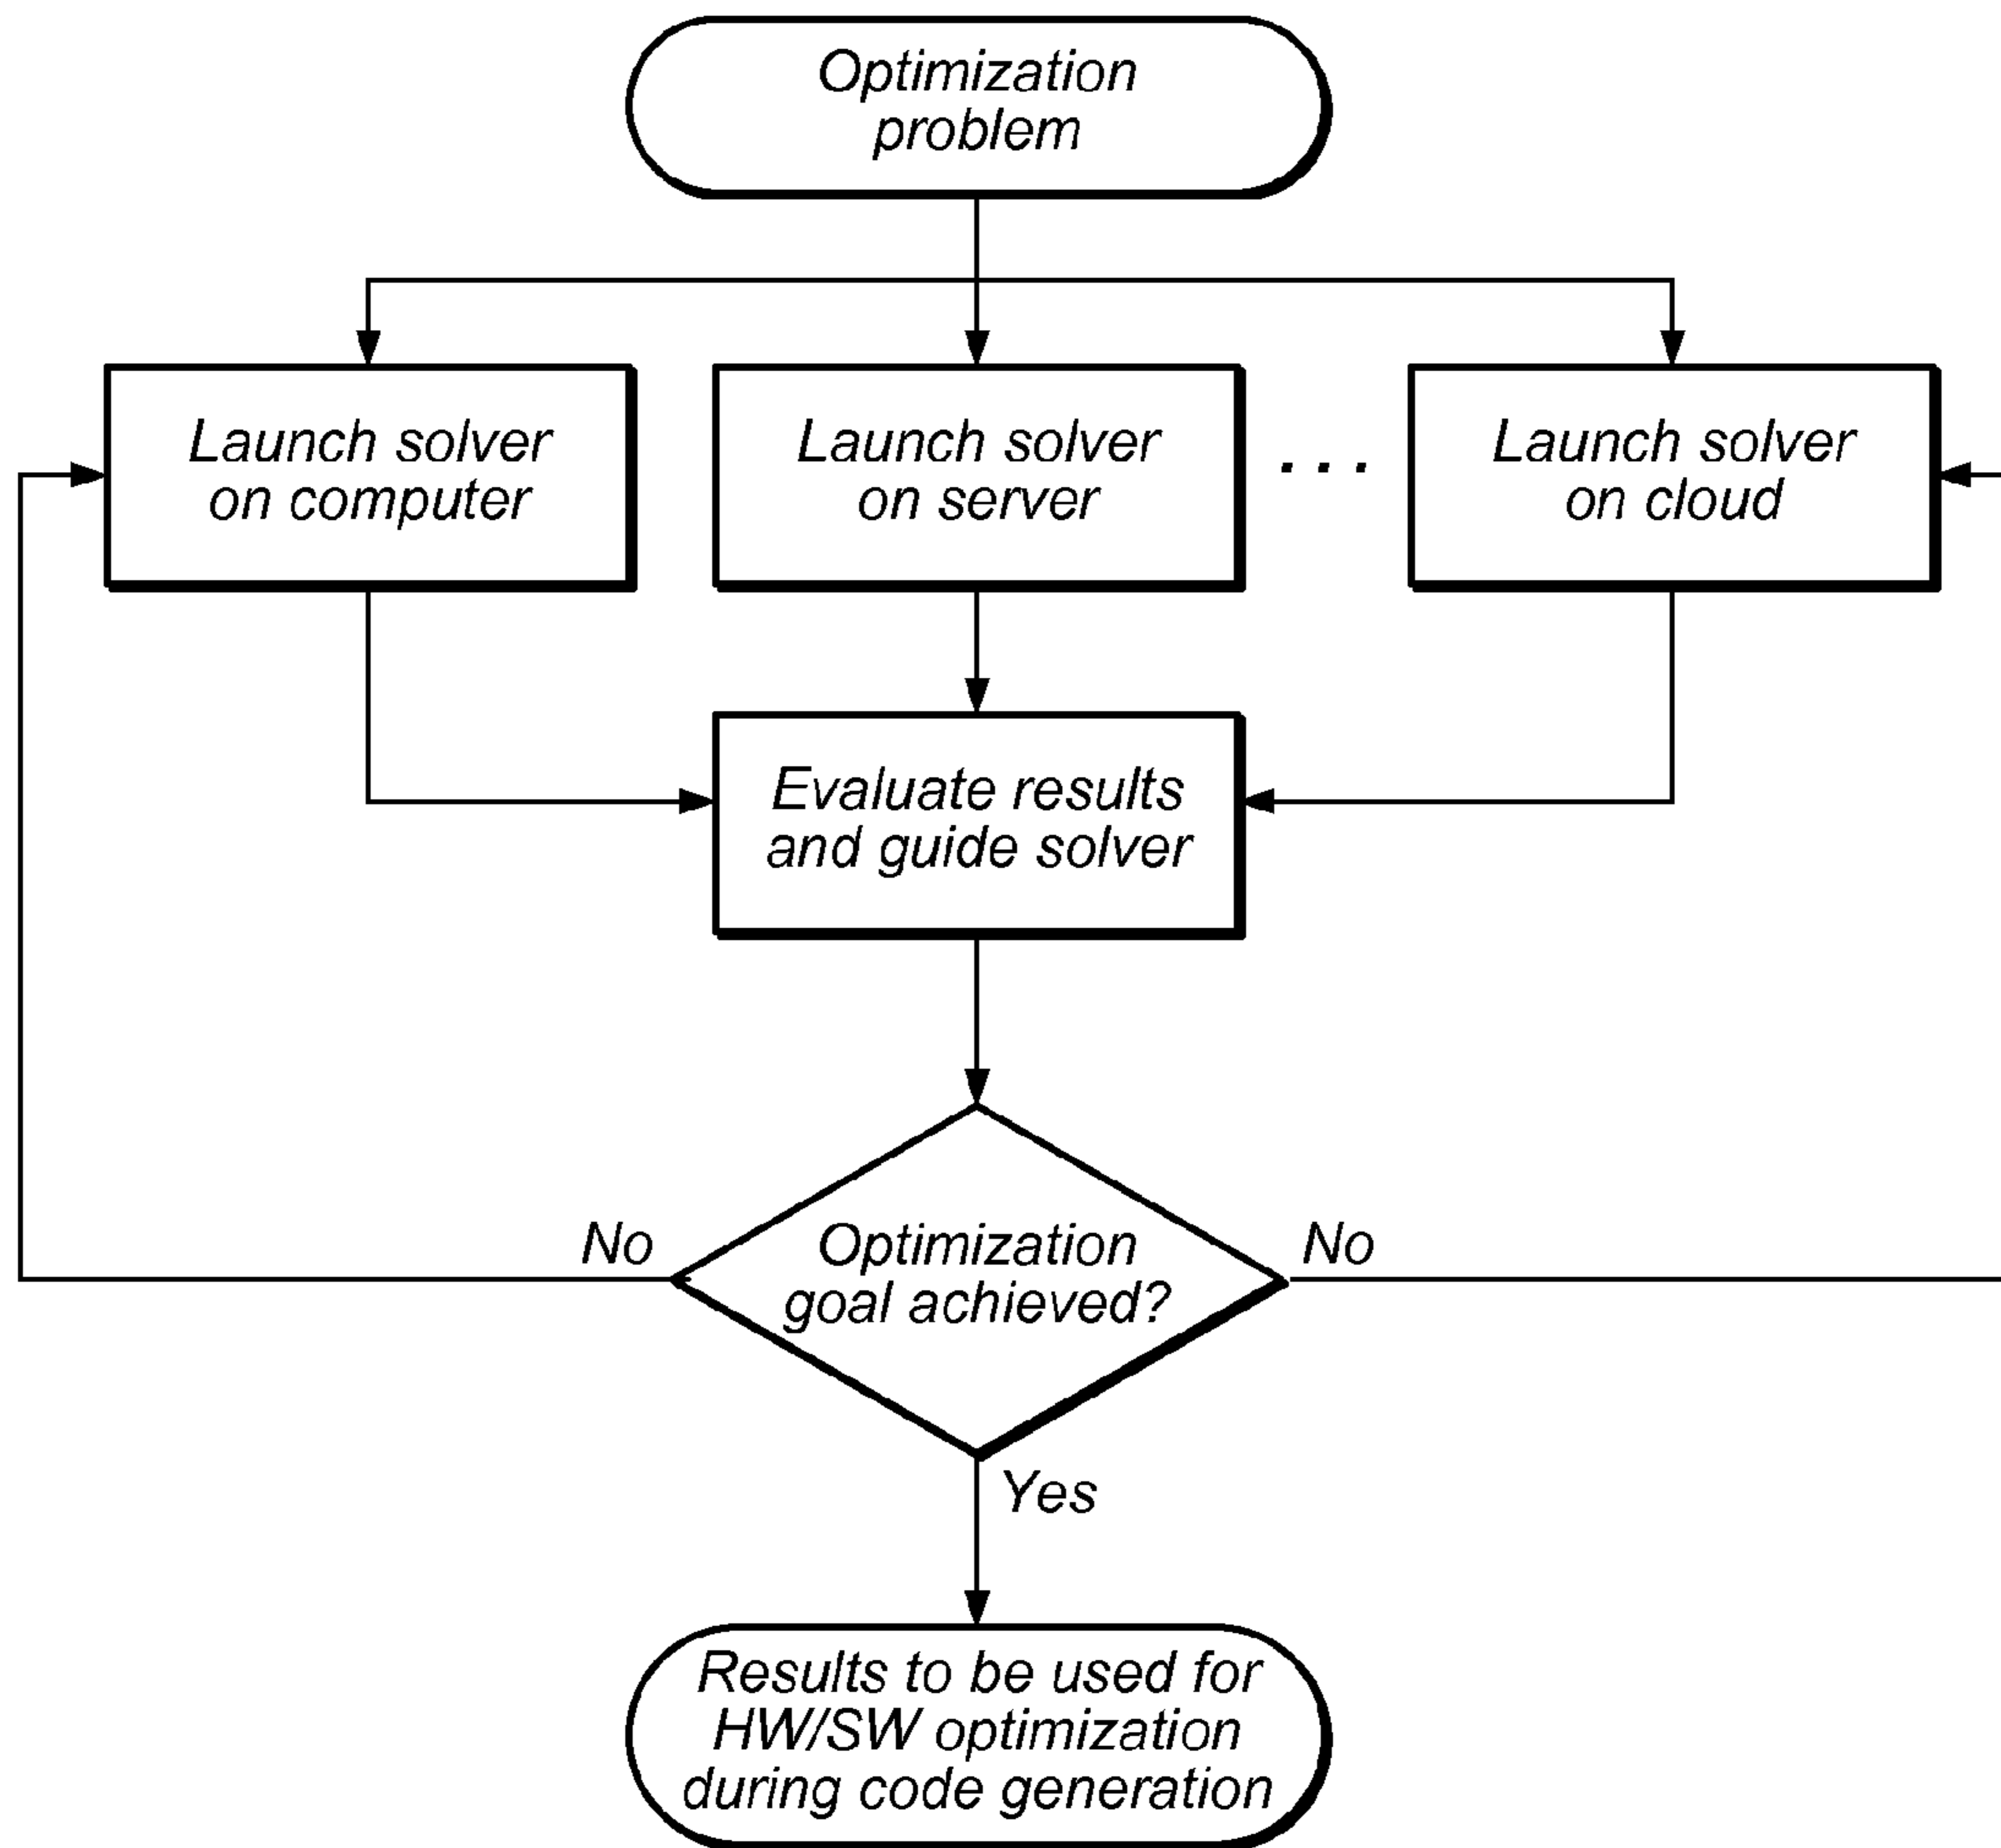 Optimization
problem
Launch solver
on computer
Launch solver
on server
...
Launch solver
on cloud
Evaluate results
and guide solver
No
Optimization
goal achieved?
No
Yes
Results to be used for
HW/SW optimization
during code generation